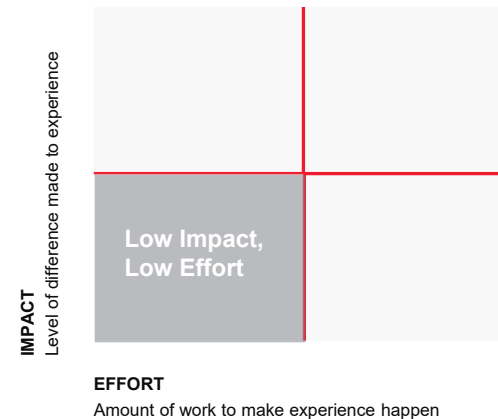 IMPACT
Level of difference made to experience
Low Impact,
Low Effort
EFFORT
Amount of work to make experience happen